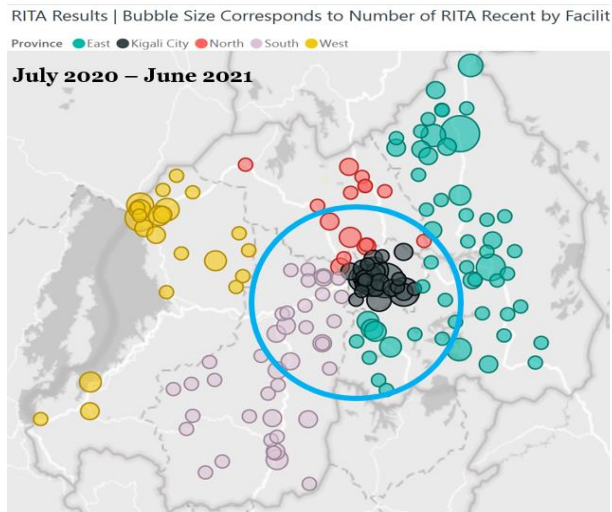 RITA Results | Bubble Size Corresponds to Number of RITA Recent by Facilit
Province East Kigali City North South West
July 2020 – June 2021